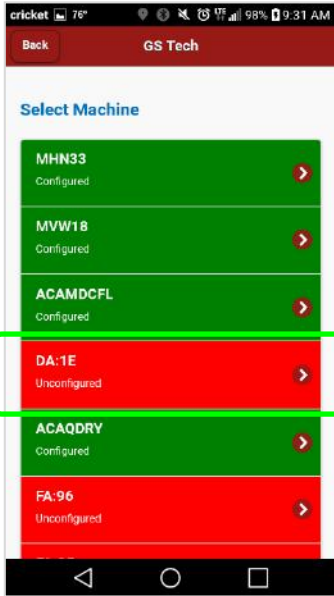 cricket 76° 98% 9:31 AM
Back GS Tech
Select Machine
MHN33
Configured
MVW18
Configured
ACAMDCFL
Configured
DA:1E
Unconfigured
ACAQDRY
Configured
FA:96
Unconfigured